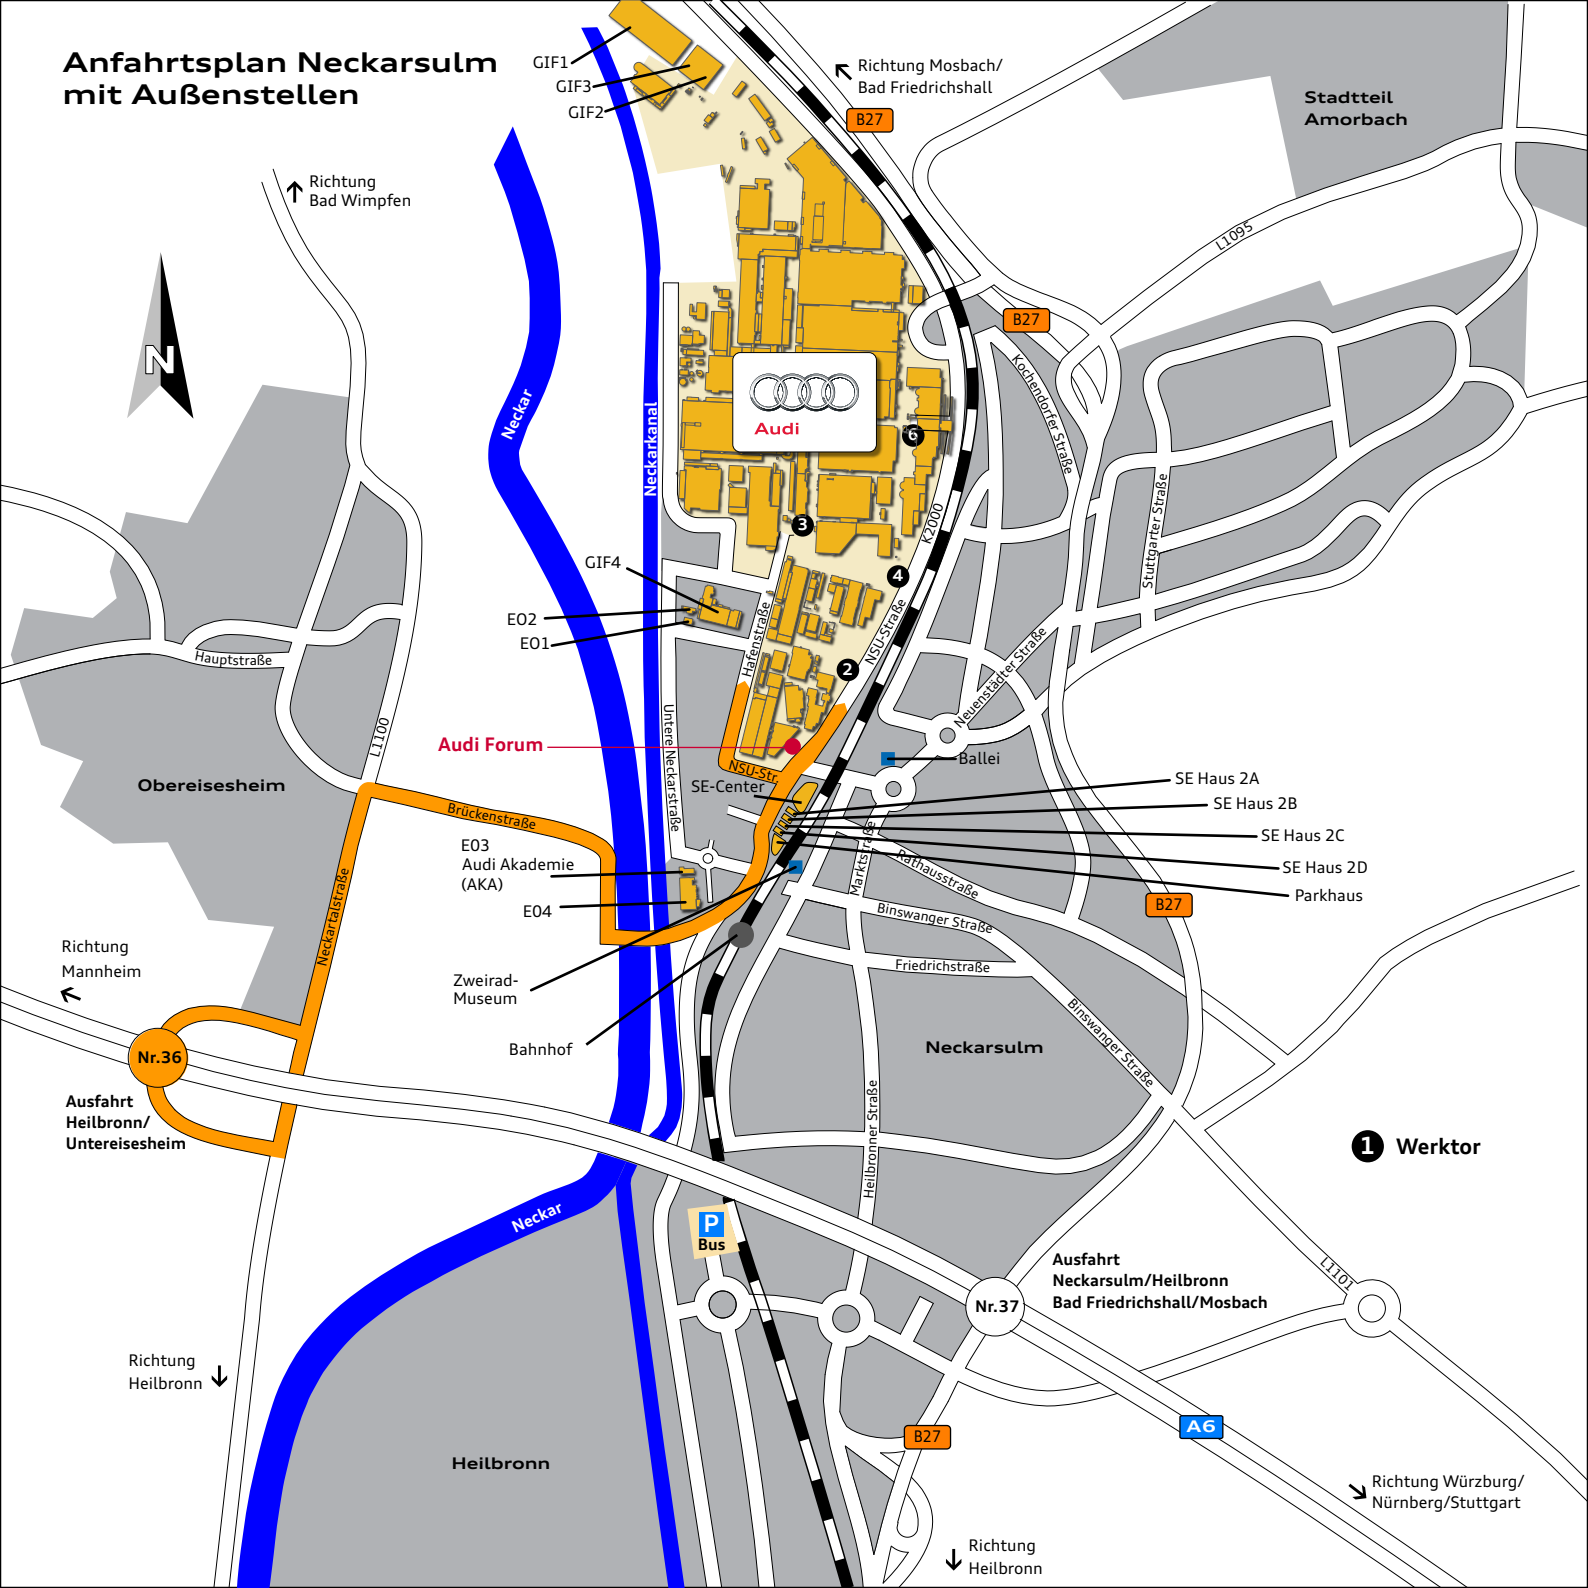 Anfahrtsplan Neckarsulm
mit Außenstellen
GIF1
GIF3
GIF2
Richtung Mosbach/
Bad Friedrichshall
B27
Stadtteil
Amorbach
Richtung
Bad Wimpfen
L1095
N
B27
Kochendorfer Straße
Neckar
Neckarkanal
Audi
6
K2000
3
Stuttgarter Straße
GIF4
4
E02
E01
Hafenstraße
NSU-Straße
2
Neuenstädter Straße
Hauptstraße
L1100
Untere Neckarstraße
Audi Forum
NSU-Str.
SE-Center
Ballei
Obereisesheim
SE Haus 2A
SE Haus 2B
SE Haus 2C
SE Haus 2D
Parkhaus
Brückenstraße
E03
Audi Akademie
(AKA)
E04
Marktstraße
Rathausstraße
B27
Binswanger Straße
Neckartalstraße
Richtung
Mannheim
Friedrichstraße
Zweirad-
Museum
Binswanger Straße
Bahnhof
Neckarsulm
Nr.36
Ausfahrt
Heilbronn/
Untereisesheim
Heilbronner Straße
1 Werktor
Neckar
P
Bus
Ausfahrt
Neckarsulm/Heilbronn
Bad Friedrichshall/Mosbach
L1101
Nr.37
Richtung
Heilbronn
B27
A6
Heilbronn
Richtung Würzburg/
Nürnberg/Stuttgart
Richtung
Heilbronn